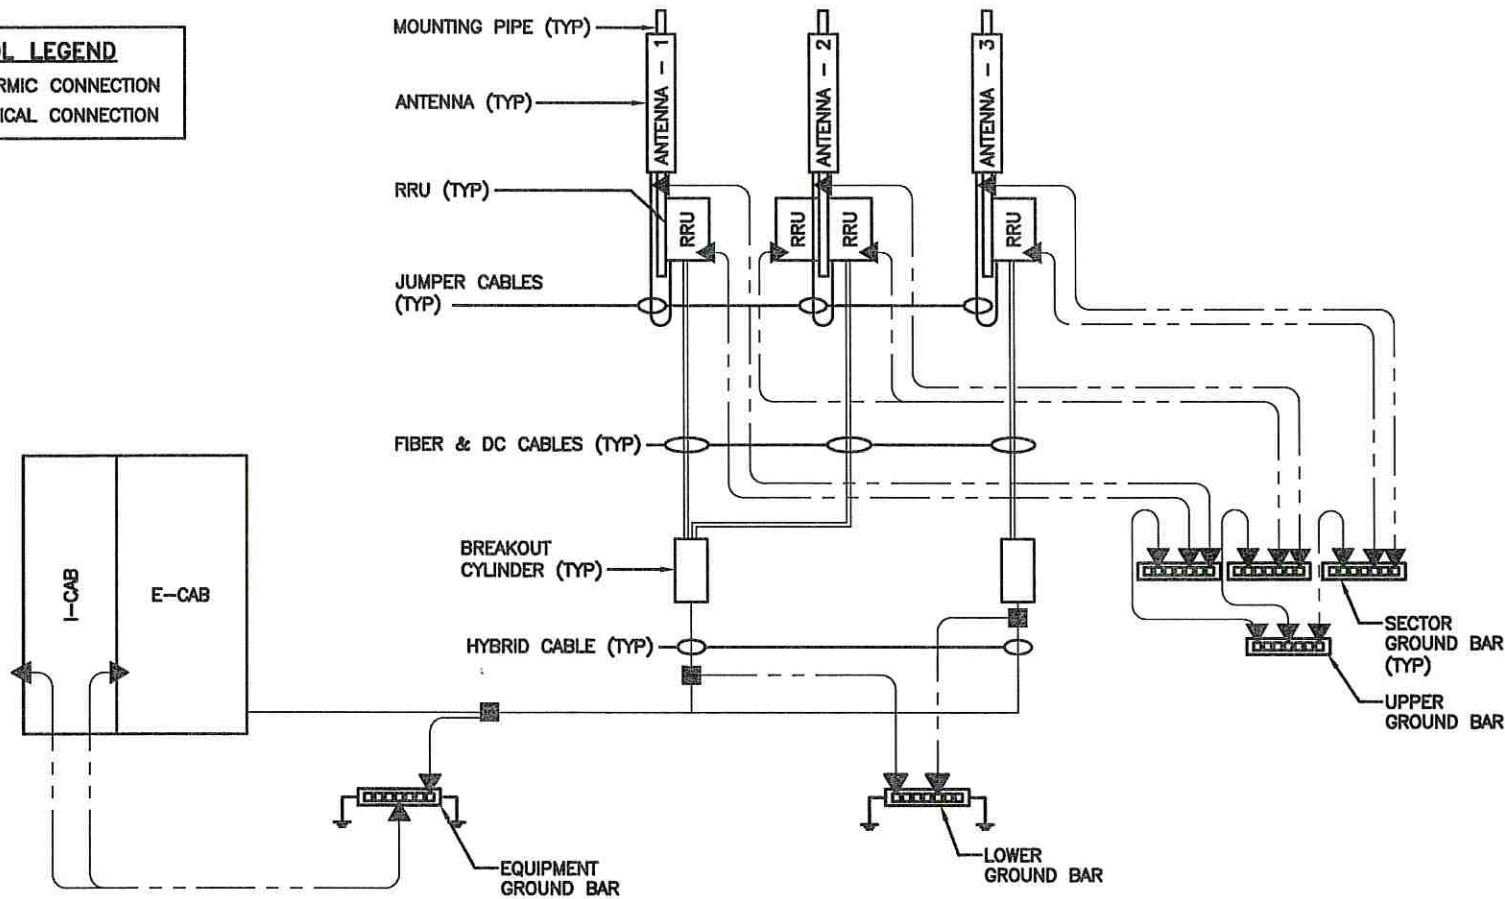 OL LEGEND
RMIC CONNECTION
ICAL CONNECTION
MOUNTING PIPE (TYP)
ANTENNA (TYP)
RRU (TYP)
JUMPER CABLES
(TYP)
FIBER & DC CABLES (TYP)
BREAKOUT
CYLINDER (TYP)
HYBRID CABLE (TYP)
ANTENNA - 1
ANTENNA - 2
ANTENNA - 3
RRU
RRU
RRU
RRU
I-CAB
E-CAB
SECTOR
GROUND BAR
(TYP)
UPPER
GROUND BAR
EQUIPMENT
GROUND BAR
LOWER
GROUND BAR